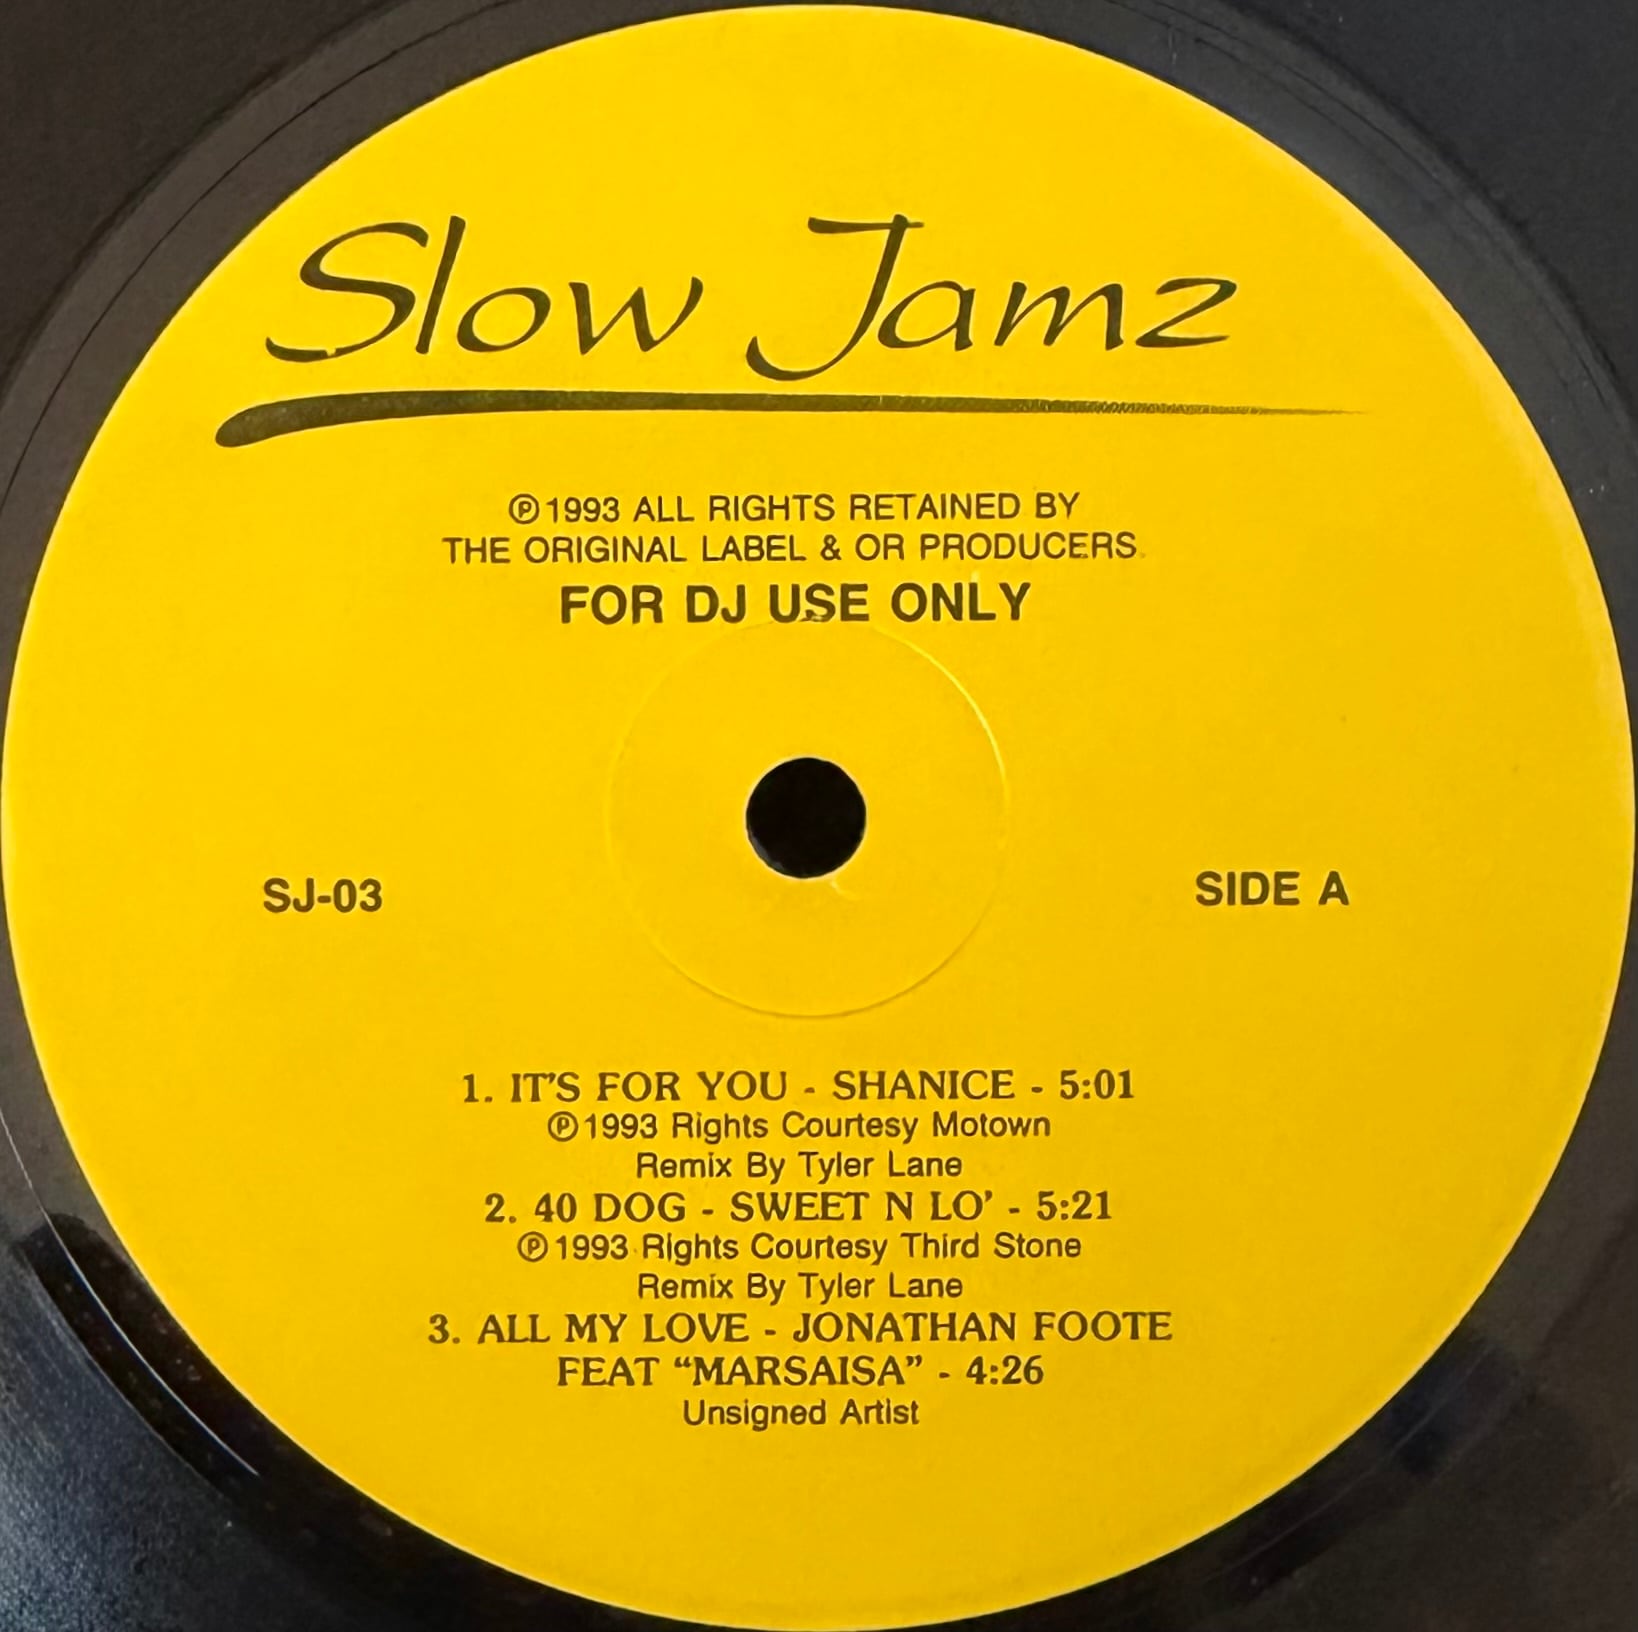 Slow Jamz
℗1993 ALL RIGHTS RETAINED BY
THE ORIGINAL LABEL & OR PRODUCERS
FOR DJ USE ONLY
SJ-03 SIDE A
1. IT'S FOR YOU - SHANICE - 5:01
℗1993 Rights Courtesy Motown
Remix By Tyler Lane
2. 40 DOG - SWEET N LO' - 5:21
℗1993 Rights Courtesy Third Stone
Remix By Tyler Lane
3. ALL MY LOVE - JONATHAN FOOTE
FEAT “MARSAISA” - 4:26
Unsigned Artist